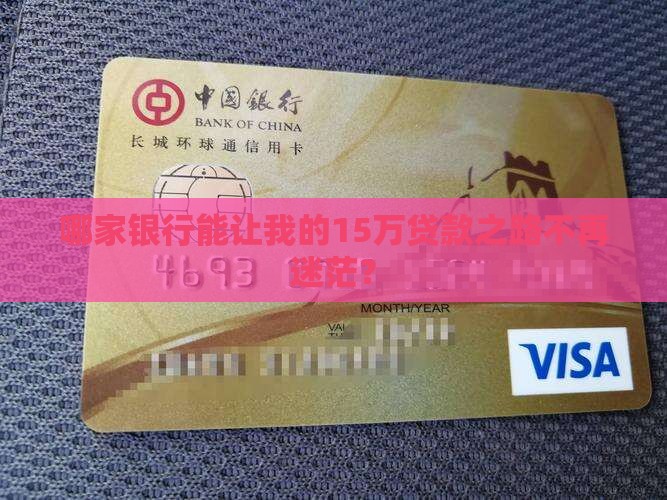 中国銀行
BANK OF CHINA
长城环球通信用卡
哪家银行能让我的15万贷款之路不再
迷茫?
4693
MONTH/YEAR
VISA